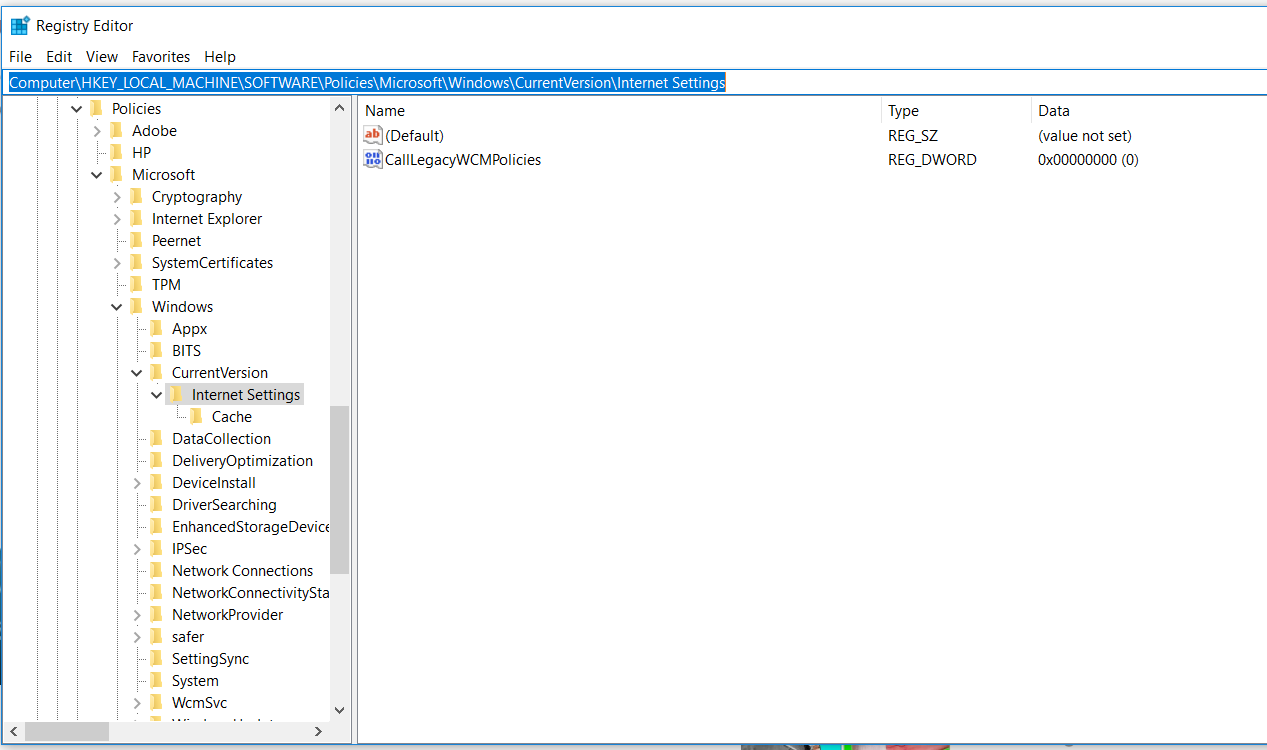 Registry Editor
File Edit View Favorites Help
Computer\HKEY_LOCAL_MACHINE\SOFTWARE\Policies\Microsoft\Windows\CurrentVersion\Internet Settings
Policies
Adobe
HP
Microsoft
Cryptography
Internet Explorer
Peernet
SystemCertificates
TPM
Windows
Appx
BITS
CurrentVersion
Internet Settings
Cache
DataCollection
DeliveryOptimization
DeviceInstall
DriverSearching
EnhancedStorageDevice
IPSec
Network Connections
NetworkConnectivitySta
NetworkProvider
safer
SettingSync
System
WcmSvc
Name Type Data
(Default) REG_SZ (value not set)
CallLegacyWCMPolicies REG_DWORD 0x00000000 (0)